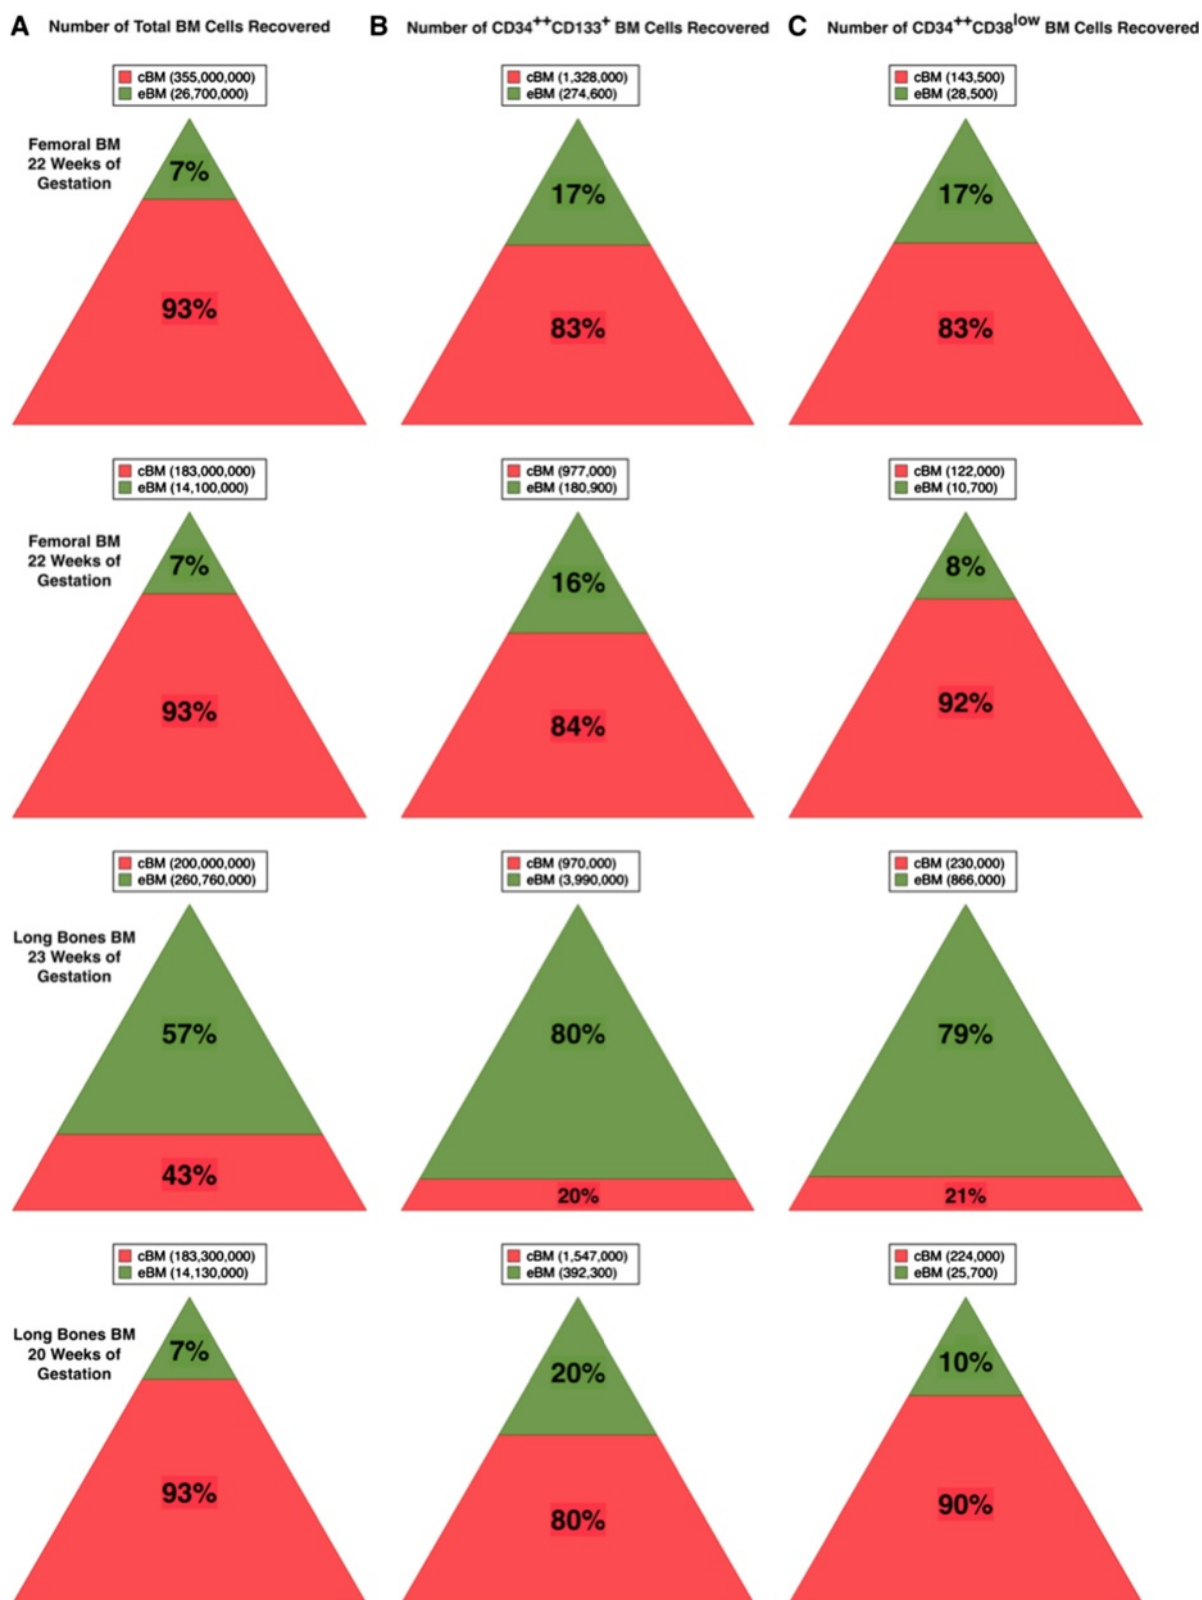 A Number of Total BM Cells Recovered
B Number of CD34++CD133+ BM Cells Recovered
C Number of CD34++CD38low BM Cells Recovered
cBM (355,000,000)
eBM (26,700,000)
cBM (1,328,000)
eBM (274,600)
cBM (143,500)
eBM (28,500)
Femoral BM
22 Weeks of
Gestation
7%
93%
17%
83%
17%
83%
cBM (183,000,000)
eBM (14,100,000)
cBM (977,000)
eBM (180,900)
cBM (122,000)
eBM (10,700)
Femoral BM
22 Weeks of
Gestation
7%
93%
16%
84%
8%
92%
cBM (200,000,000)
eBM (260,760,000)
cBM (970,000)
eBM (3,990,000)
cBM (230,000)
eBM (866,000)
Long Bones BM
23 Weeks of
Gestation
57%
43%
80%
20%
79%
21%
cBM (183,300,000)
eBM (14,130,000)
cBM (1,547,000)
eBM (392,300)
cBM (224,000)
eBM (25,700)
Long Bones BM
20 Weeks of
Gestation
7%
93%
20%
80%
10%
90%